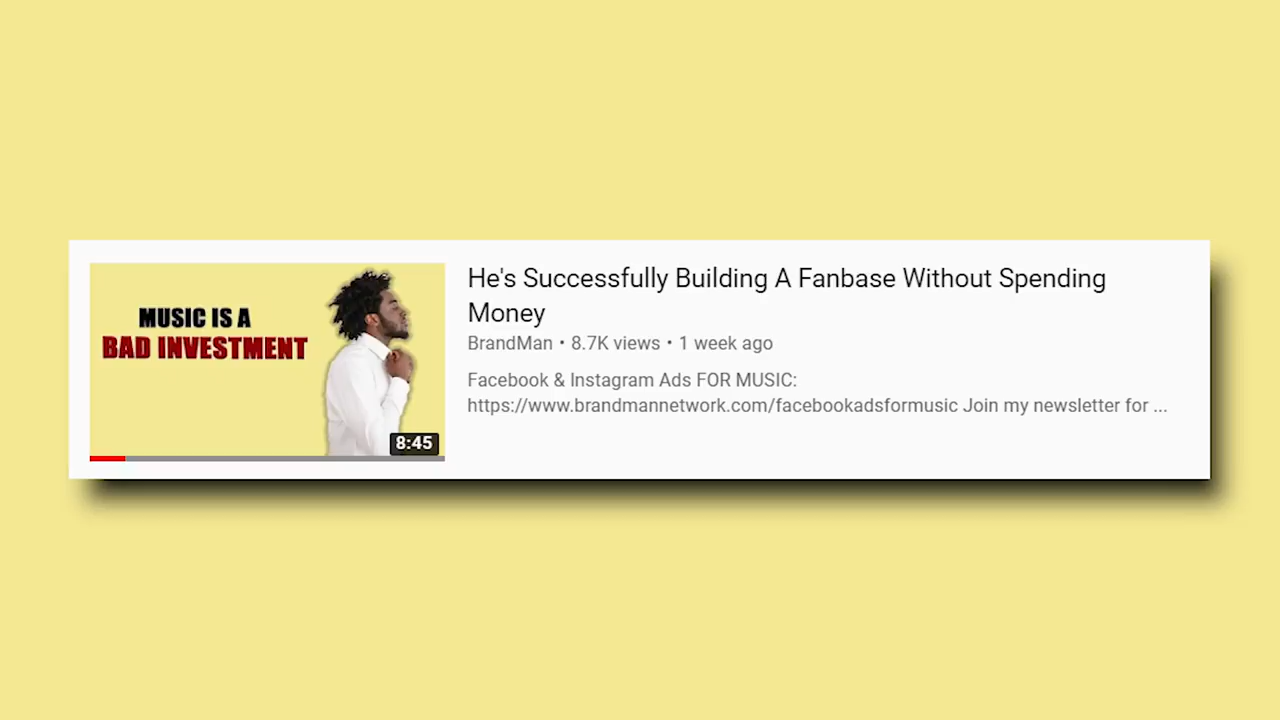 MUSIC IS A
BAD INVESTMENT
8:45
He's Successfully Building A Fanbase Without Spending
Money
BrandMan • 8.7K views • 1 week ago
Facebook & Instagram Ads FOR MUSIC:
https://www.brandmannetwork.com/facebookadsformusic Join my newsletter for ...